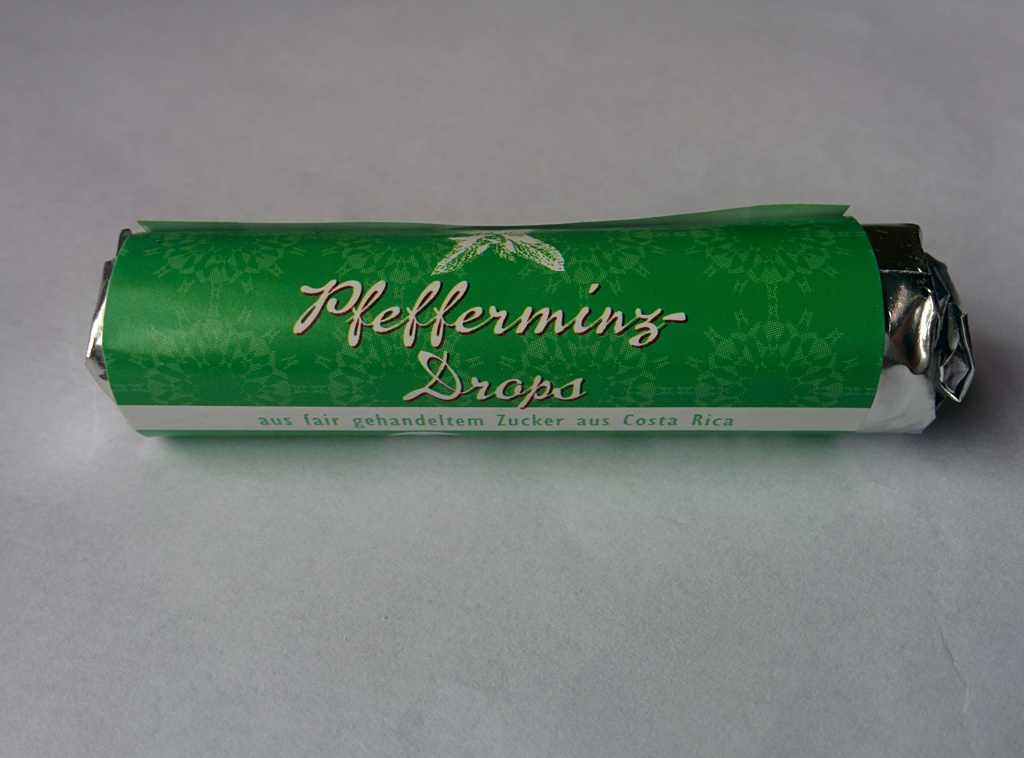 Pfefferminz-
Drops
aus fair gehandeltem Zucker aus Costa Rica